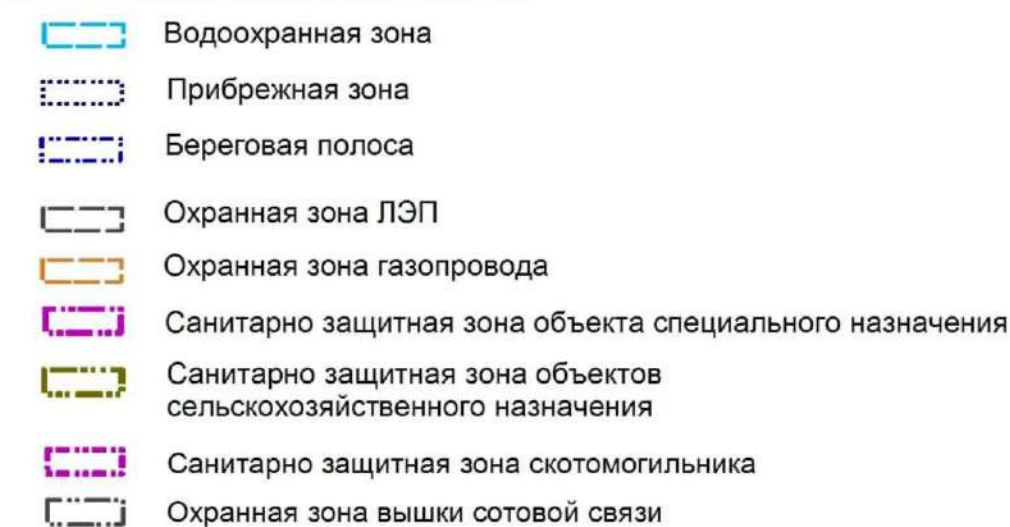 Водоохранная зона
Прибрежная зона
Береговая полоса
Охранная зона ЛЭП
Охранная зона газопровода
Санитарно защитная зона объекта специального назначения
Санитарно защитная зона объектов
сельскохозяйственного назначения
Санитарно защитная зона скотомогильника
Охранная зона вышки сотовой связи